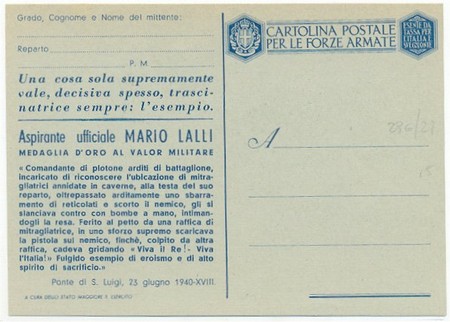 Grado, Cognome e Nome del mittente:
Reparto
P. M.
Una cosa sola supremamente
vale, decisiva spesso, trasci-
natrice sempre: l'esempio.
Aspirante ufficiale MARIO LALLI
MEDAGLIA D'ORO AL VALOR MILITARE
«Comandante di plotone arditi di battaglione,
incaricato di riconoscere l'ubicazione di mitra-
gliatrici annidate in caverne, alla testa del suo
reparto, oltrepassato arditamente uno sbarra-
mento di reticolati e scorto il nemico, gli si
slanciava contro con bombe a mano, intiman-
dogli la resa. Ferito al petto da una raffica di
mitragliatrice, in uno sforzo supremo scaricava
la pistola sul nemico, finchè, colpito da altra
raffica, cadeva gridando «Viva il Re! - Viva
l'Italia!» Fulgido esempio di eroismo e di alto
spirito di sacrificio.»
Ponte di S. Luigi, 23 giugno 1940-XVIII.
A CURA DELLO STATO MAGGIORE R. ESERCITO
CARTOLINA POSTALE
PER LE FORZE ARMATE
ESENTE DA
TASSA PER
L'ITALIA E
A